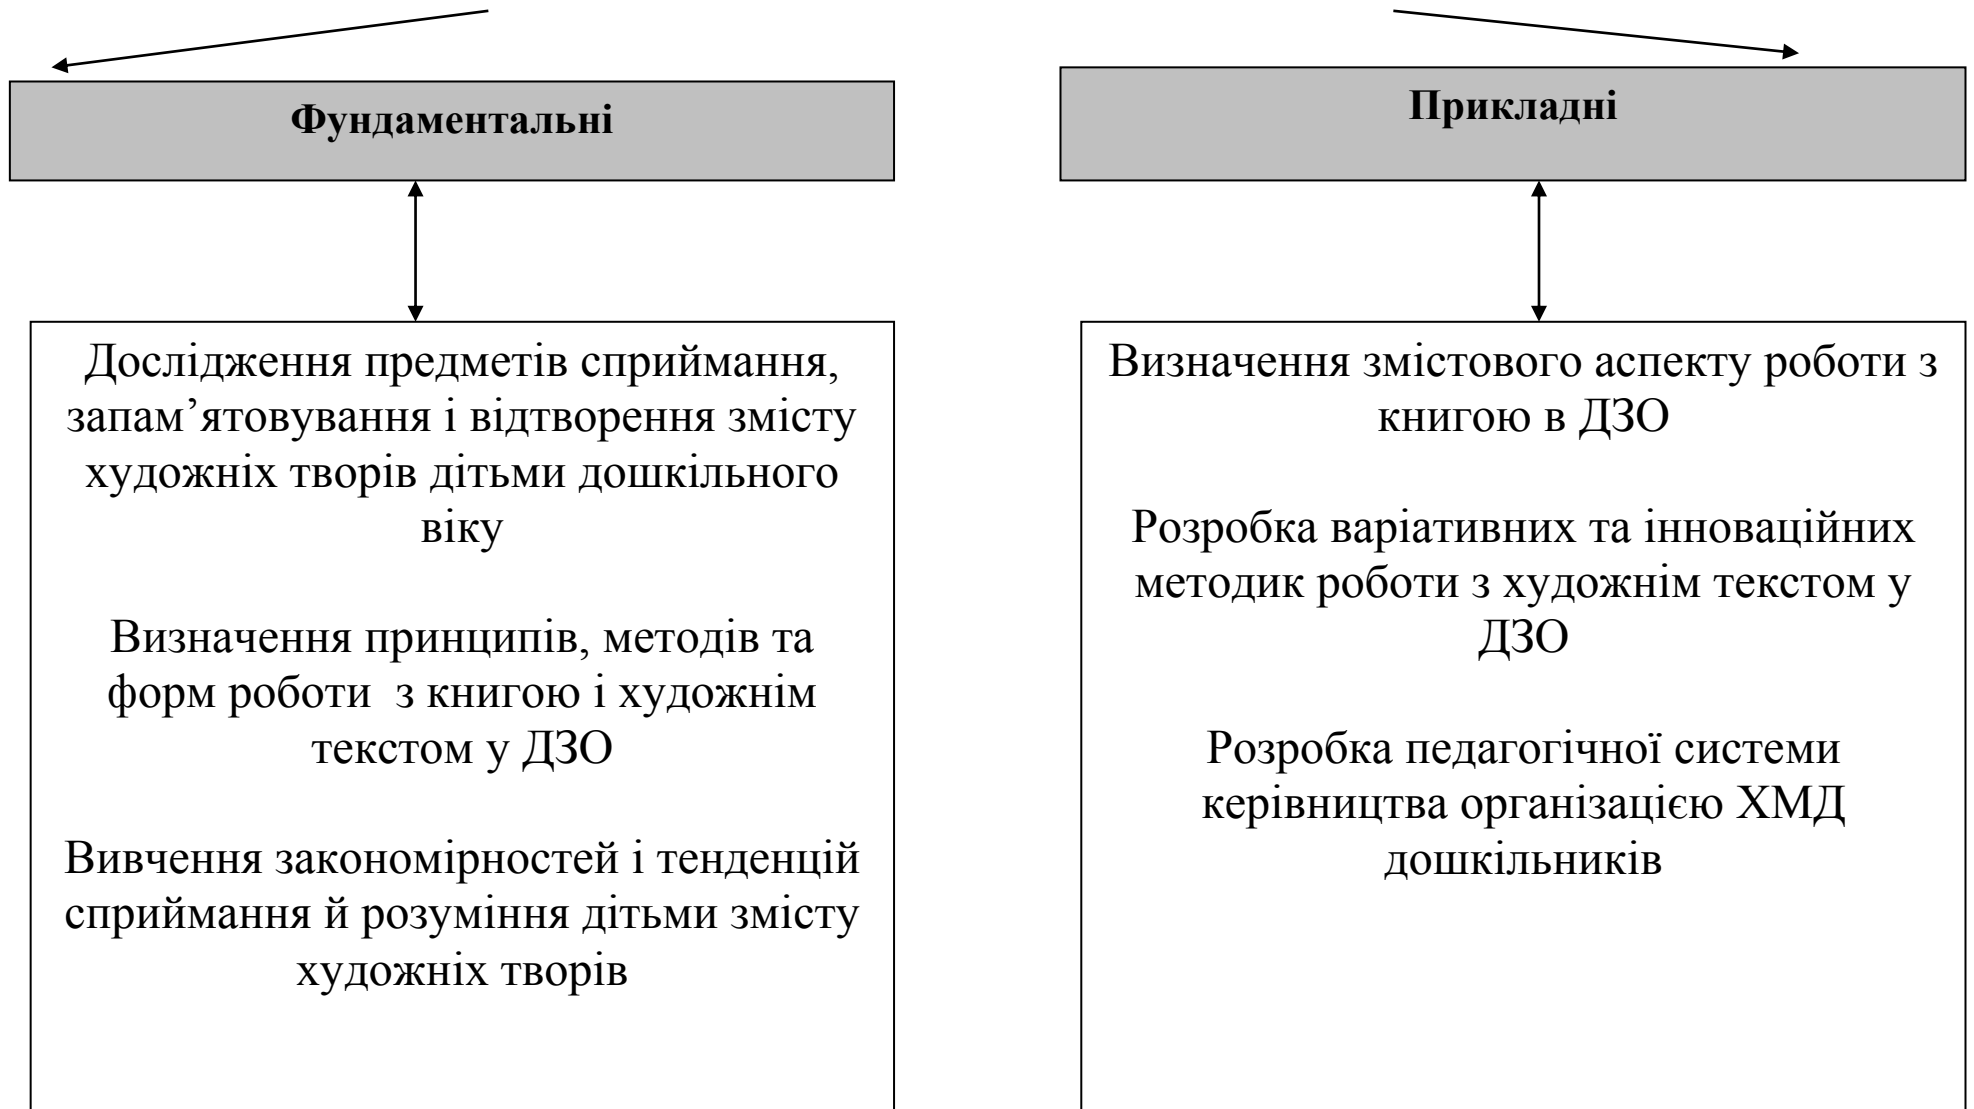 Фундаментальні
Дослідження предметів сприймання,
запам’ятовування і відтворення змісту
художніх творів дітьми дошкільного
віку
Визначення принципів, методів та
форм роботи  з книгою і художнім
текстом у ДЗО
Вивчення закономірностей і тенденцій
сприймання й розуміння дітьми змісту
художніх творів
Прикладні
Визначення змістового аспекту роботи з
книгою в ДЗО
Розробка варіативних та інноваційних
методик роботи з художнім текстом у
ДЗО
Розробка педагогічної системи
керівництва організацією ХМД
дошкільників